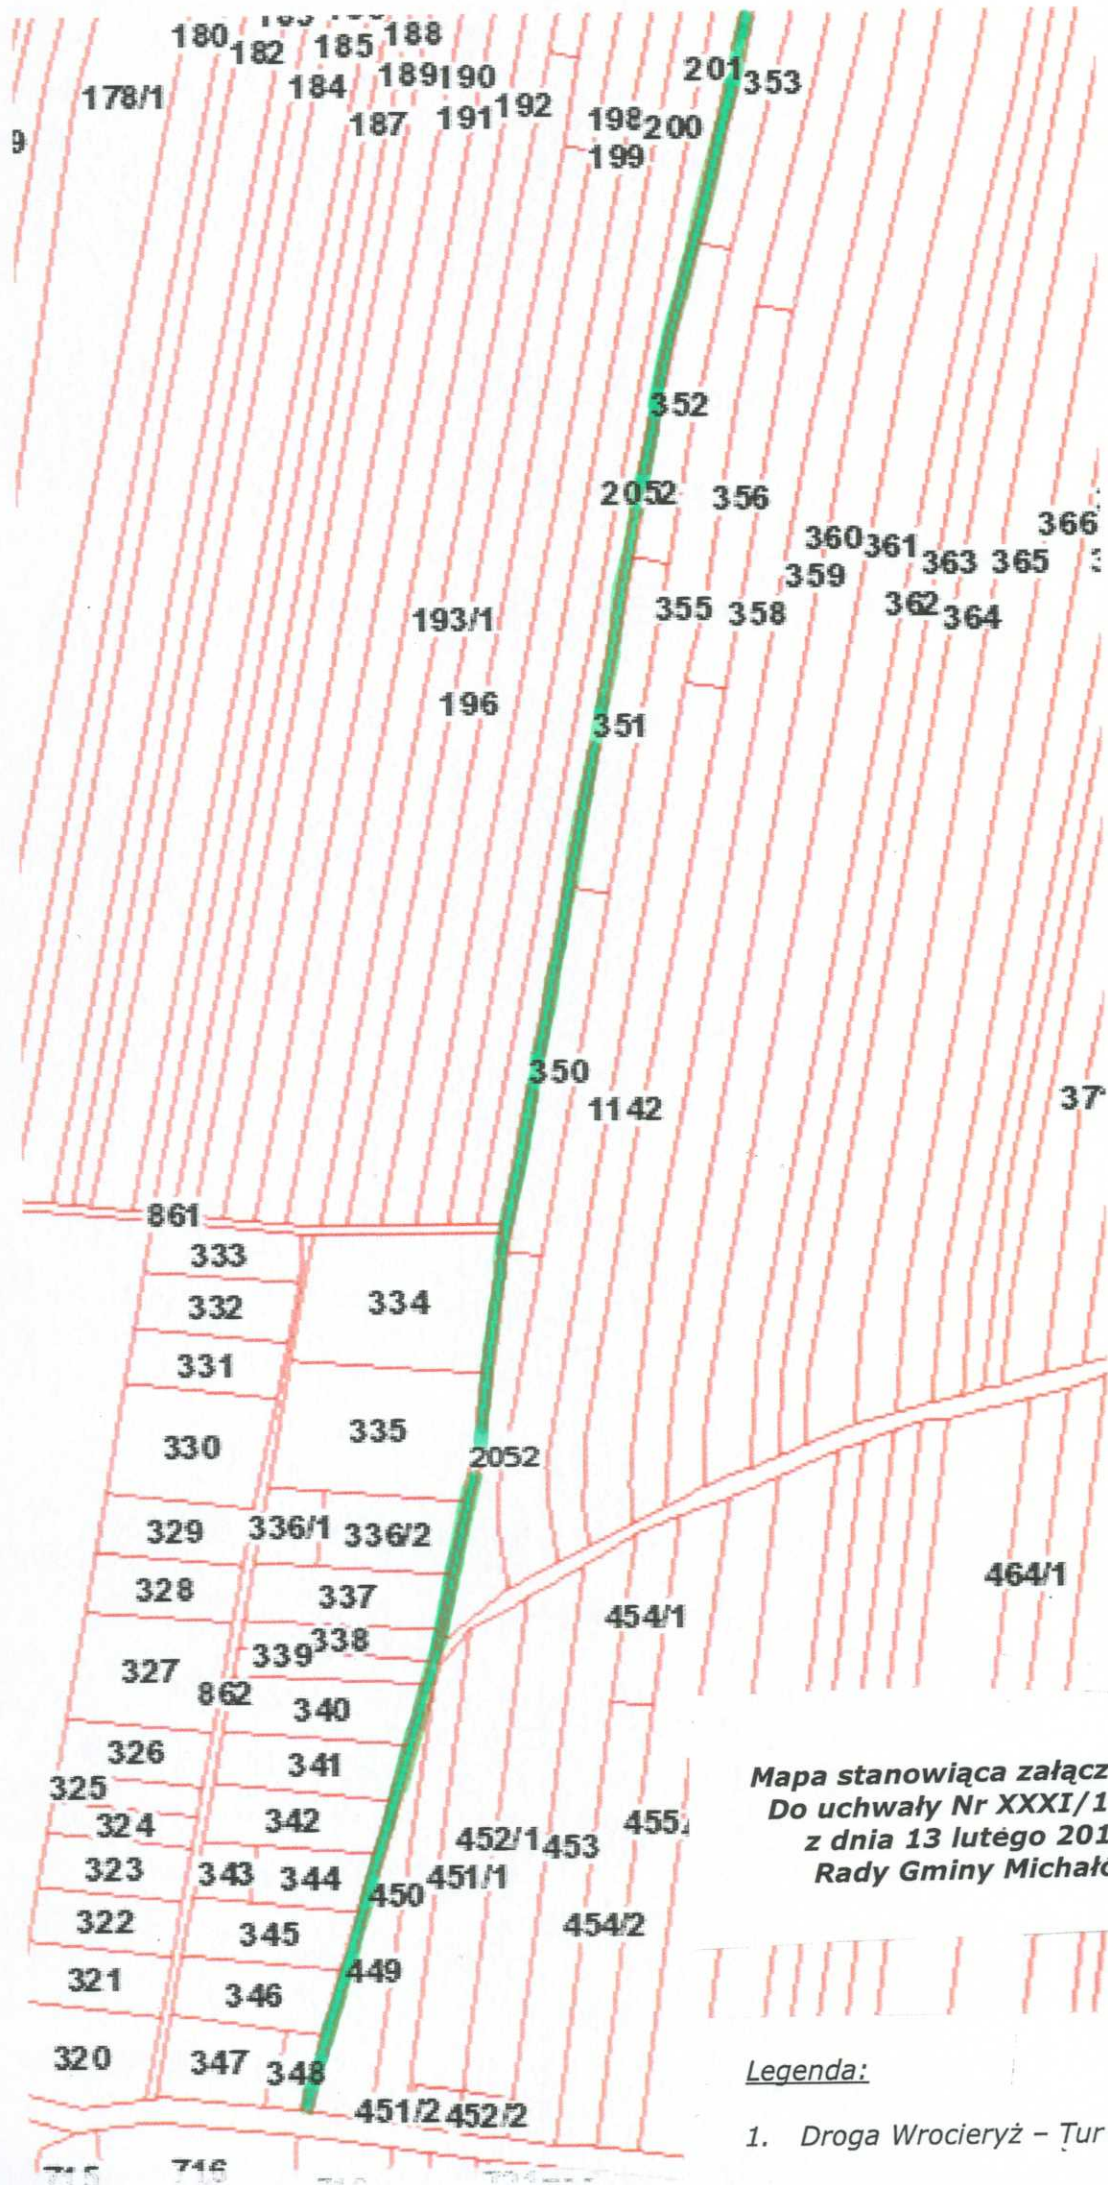 180 182 185 188
178/1 184 189 190 201 353
187 191 192 198 200
9 199
352
2052 356
366
360 361 363 365
359
193/1 355 358 362 364
196
351
350
1142
861
333
332 334
331
330 335
2052
329 336/1 336/2
328 337 464/1
339 338 454/1
327
862 340
326 341
325
324 342
452/1 453 455
323 343 344 451/1
450
322 345 454/2
321 449
346
320 347 348
451/2 452/2
716
Mapa stanowiąca załącz
Do uchwały Nr XXXI/1
z dnia 13 lutego 201
Rady Gminy Michał
Legenda:
1. Droga Wrocieryż – Tur